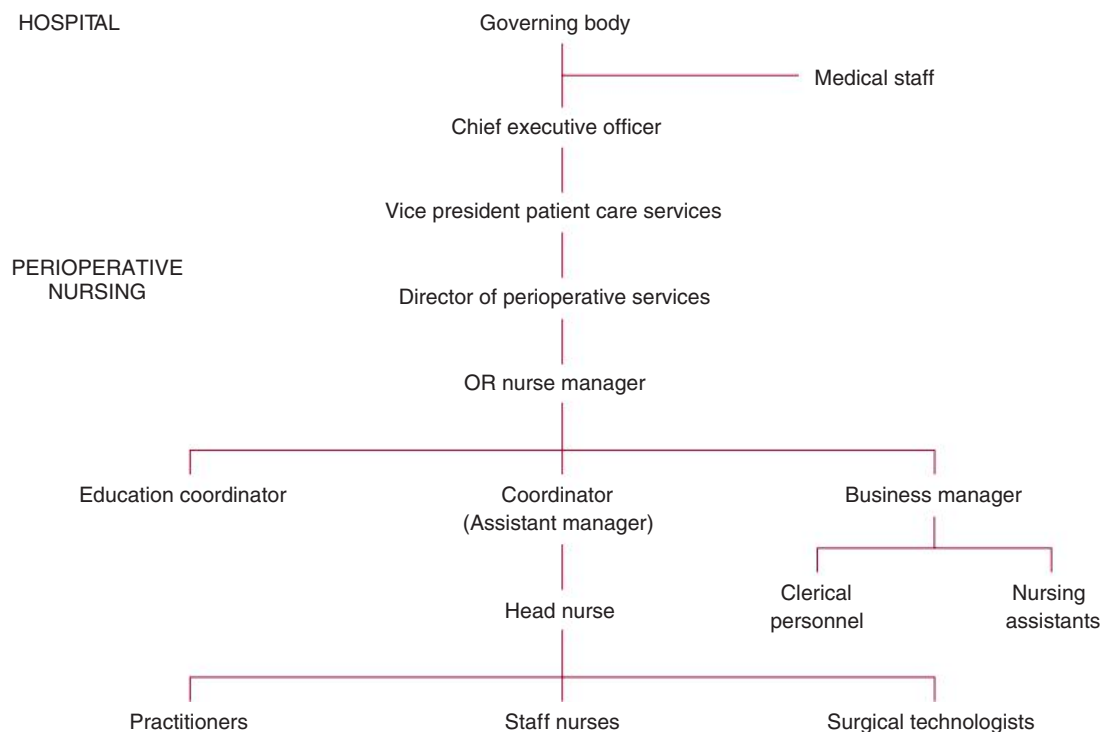 HOSPITAL
Governing body
Medical staff
Chief executive officer
Vice president patient care services
PERIOPERATIVE
NURSING
Director of perioperative services
OR nurse manager
Education coordinator
Coordinator
(Assistant manager)
Business manager
Clerical
personnel
Nursing
assistants
Head nurse
Practitioners
Staff nurses
Surgical technologists